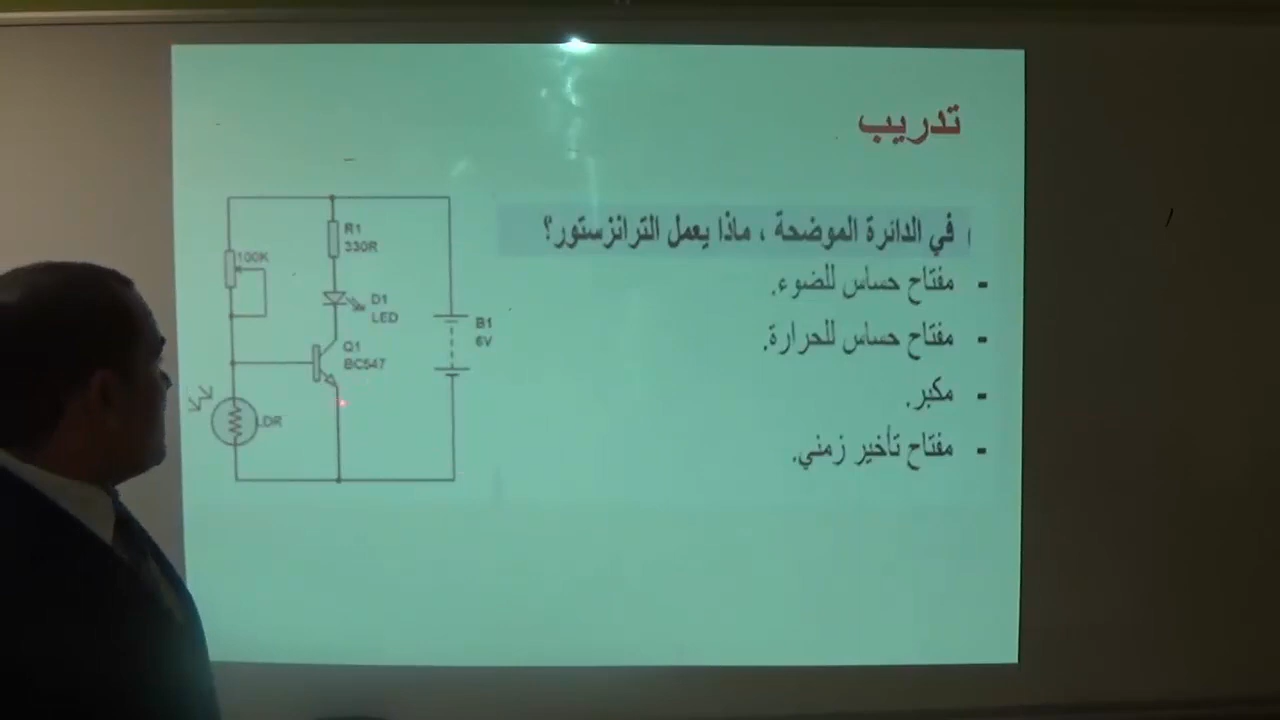 تدريب
في الدائرة الموضحة ، ماذا يعمل الترانزستور؟
- مفتاح حساس للضوء.
- مفتاح حساس للحرارة.
- مكبر.
- مفتاح تأخير زمني.
R1
330R
100K
D1
LED
B1
6V
Q1
BC547
LDR